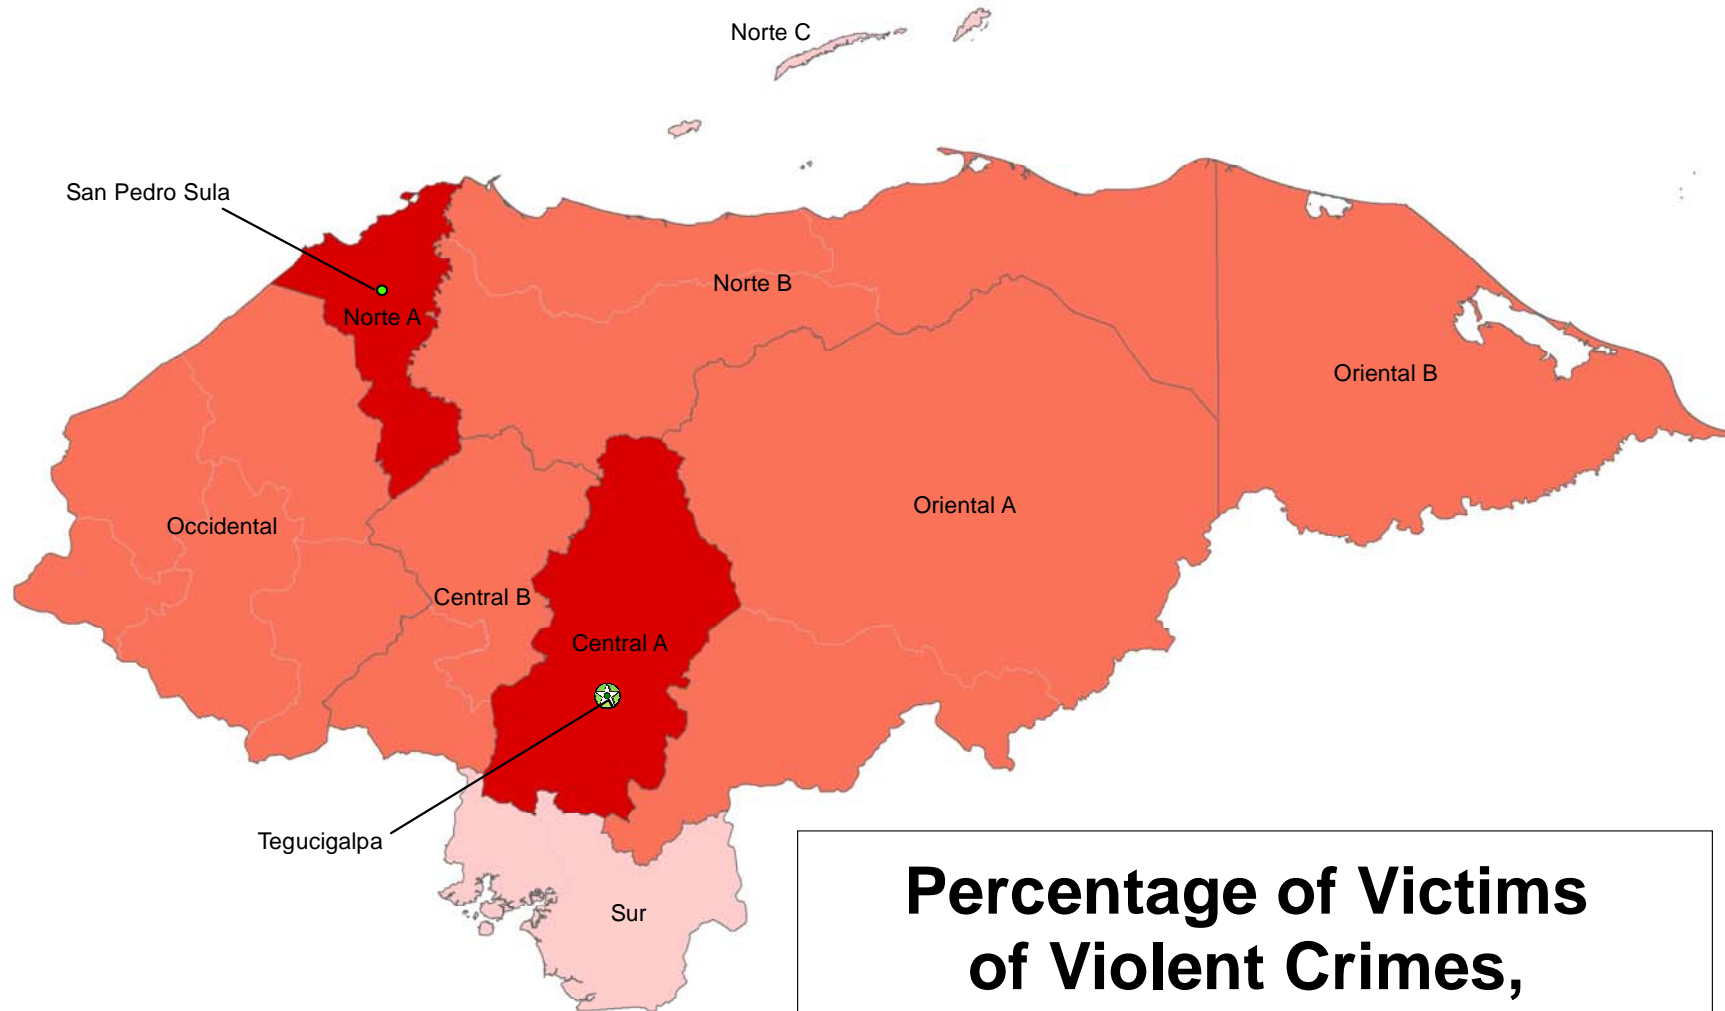 Norte C
San Pedro Sula
Norte B
Norte A
Oriental B
Oriental A
Occidental
Central B
Central A
Tegucigalpa
Sur
Percentage of Victims
of Violent Crimes,